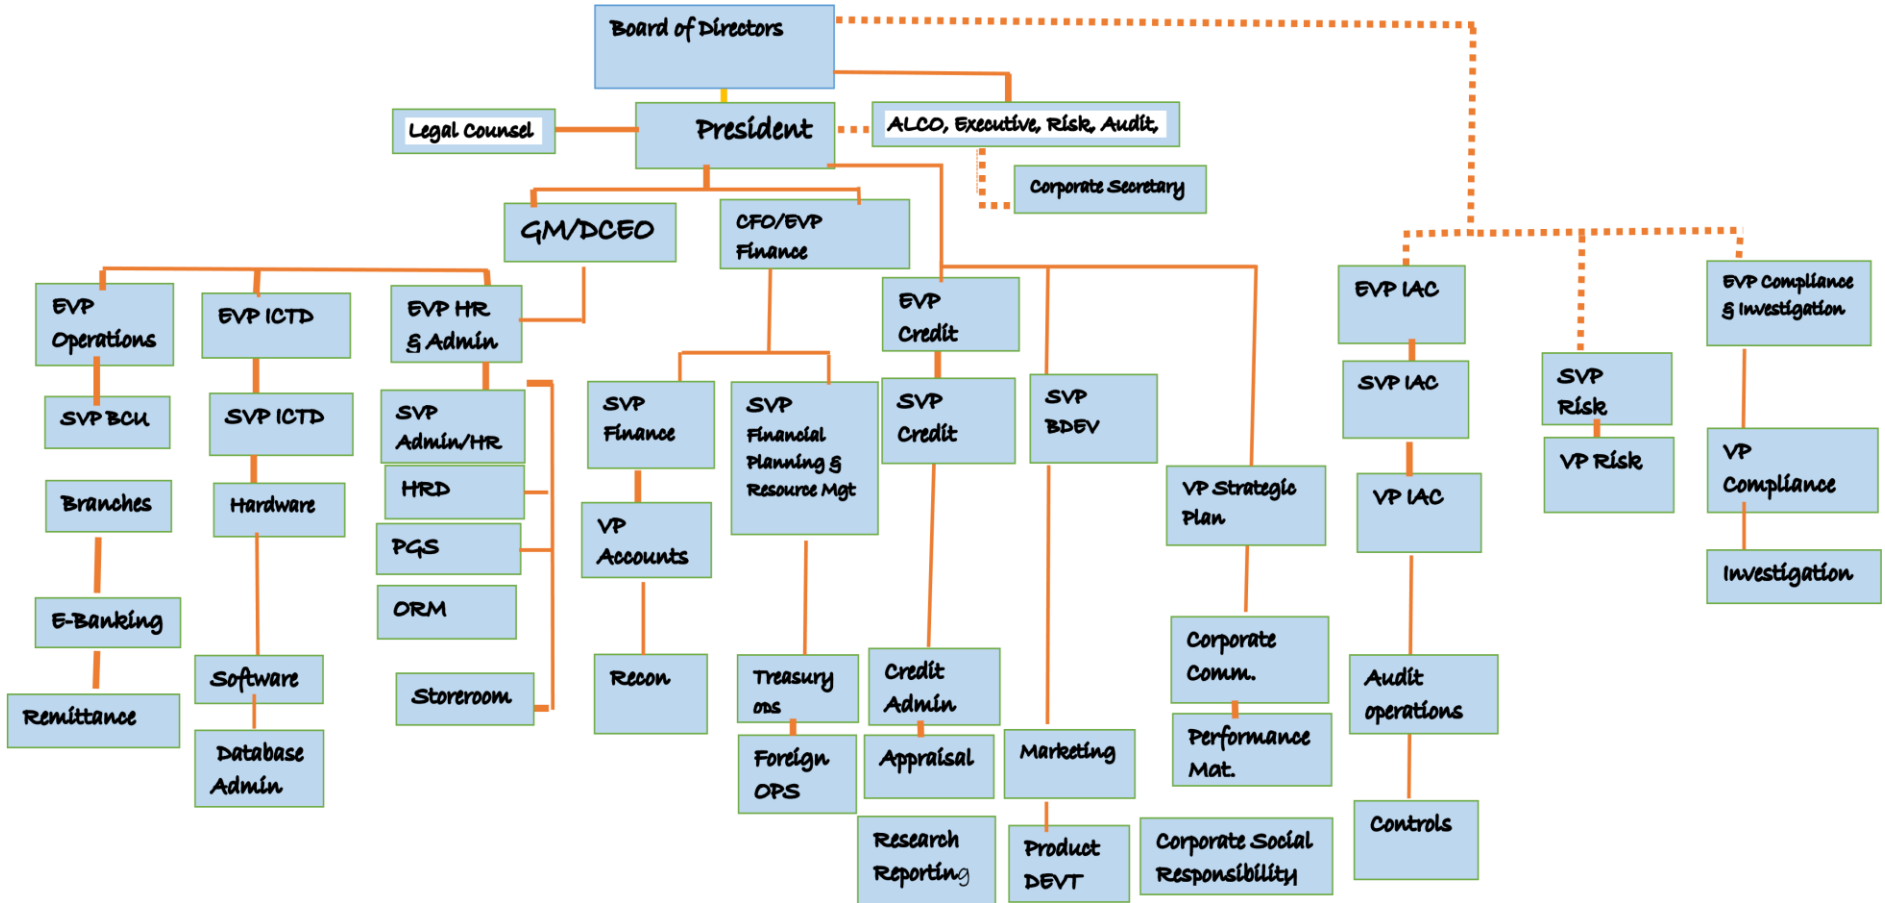 Board of Directors
Legal Counsel
President
ALCO, Executive, Risk, Audit,
Corporate Secretary
GM/DCEO
CFO/EVP
Finance
EVP
Operations
EVP ICTD
EVP HR
& Admin
EVP
Credit
EVP IAC
EVP Compliance
& Investigation
SVP BCU
SVP ICTD
SVP
Admin/HR
SVP
Finance
SVP
Financial
Planning &
Resource Mgt
SVP
Credit
SVP
BDEV
SVP IAC
SVP
Risk
VP Risk
VP
Compliance
Branches
Hardware
HRD
PGS
ORM
VP
Accounts
VP Strategic
Plan
VP IAC
Investigation
E-Banking
Remittance
Software
Database
Admin
Storeroom
Recon
Treasury
ODS
Foreign
OPS
Credit
Admin
Appraisal
Research
Reporting
Marketing
Product
DEVT
Corporate
Comm.
Performance
Mat.
Corporate Social
Responsibility
Audit
operations
Controls